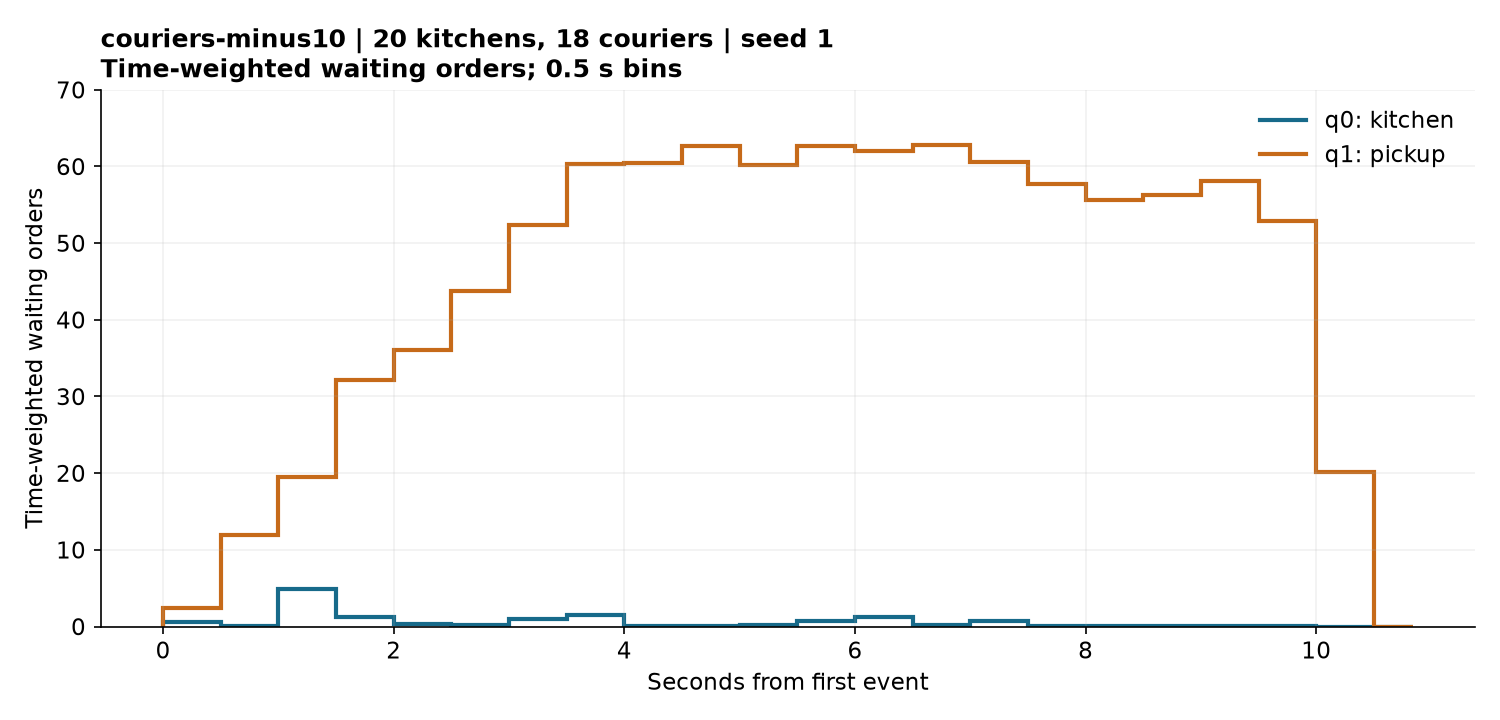 couriers-minus10 | 20 kitchens, 18 couriers | seed 1
Time-weighted waiting orders; 0.5 s bins
q0: kitchen
q1: pickup
Time-weighted waiting orders
70
60
50
40
30
20
10
0
0 2 4 6 8 10
Seconds from first event